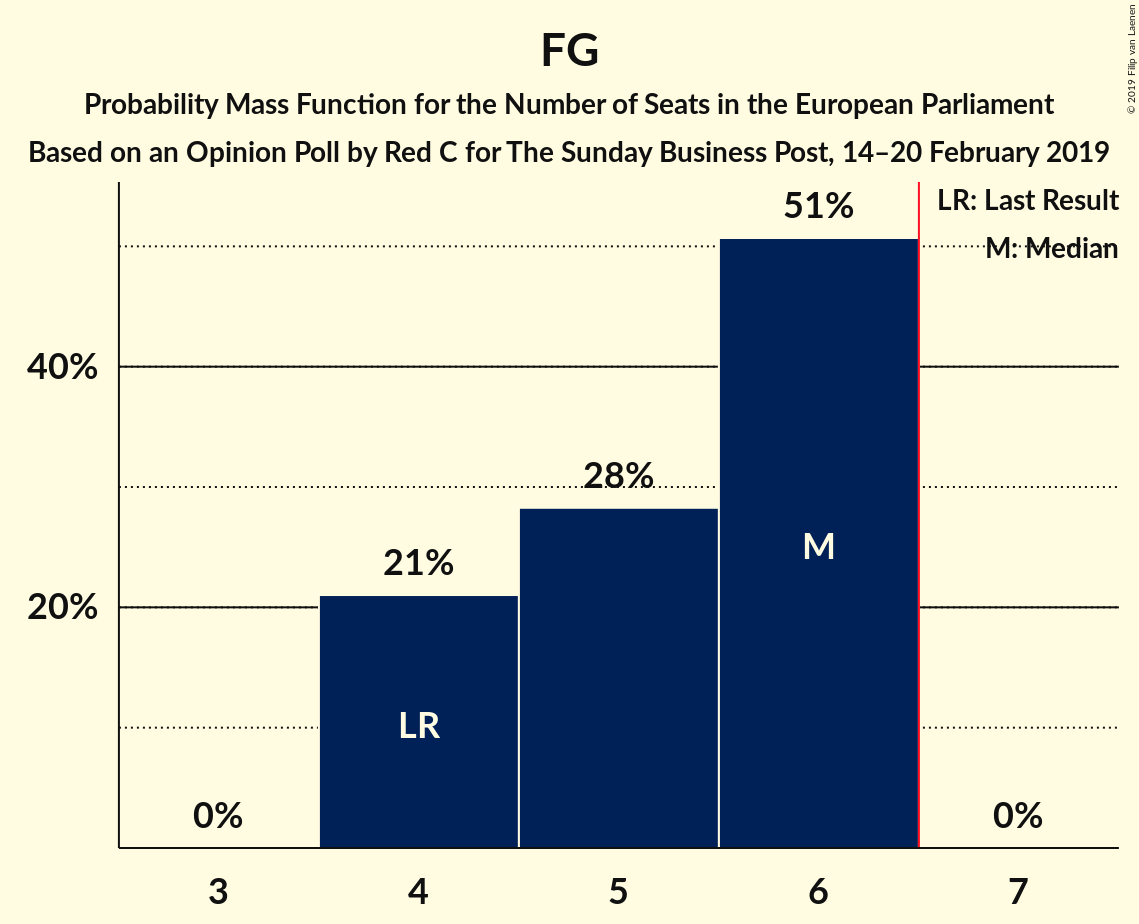 FG
Probability Mass Function for the Number of Seats in the European Parliament
Based on an Opinion Poll by Red C for The Sunday Business Post, 14–20 February 2019
© 2019 Filip van Laenen
LR: Last Result
M: Median
51%
40%
28%
M
21%
20%
LR
0%
0%
3 4 5 6 7